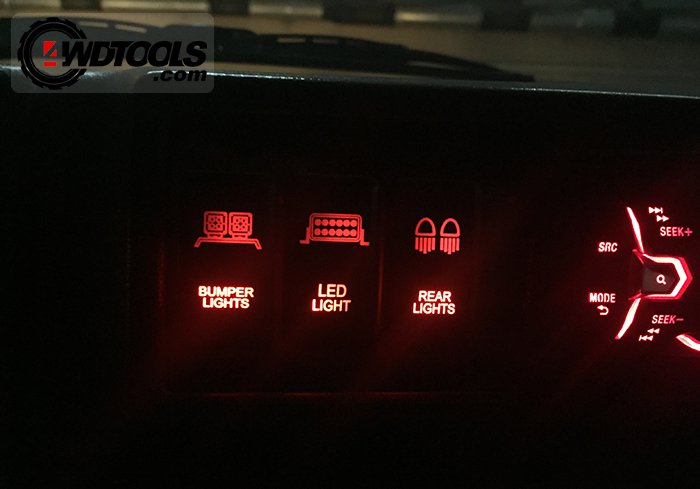 4WDTOOLS
.com
BUMPER
LIGHTS
LED
LIGHT
REAR
LIGHTS
SEEK+
SRC
MODE
SEEK−